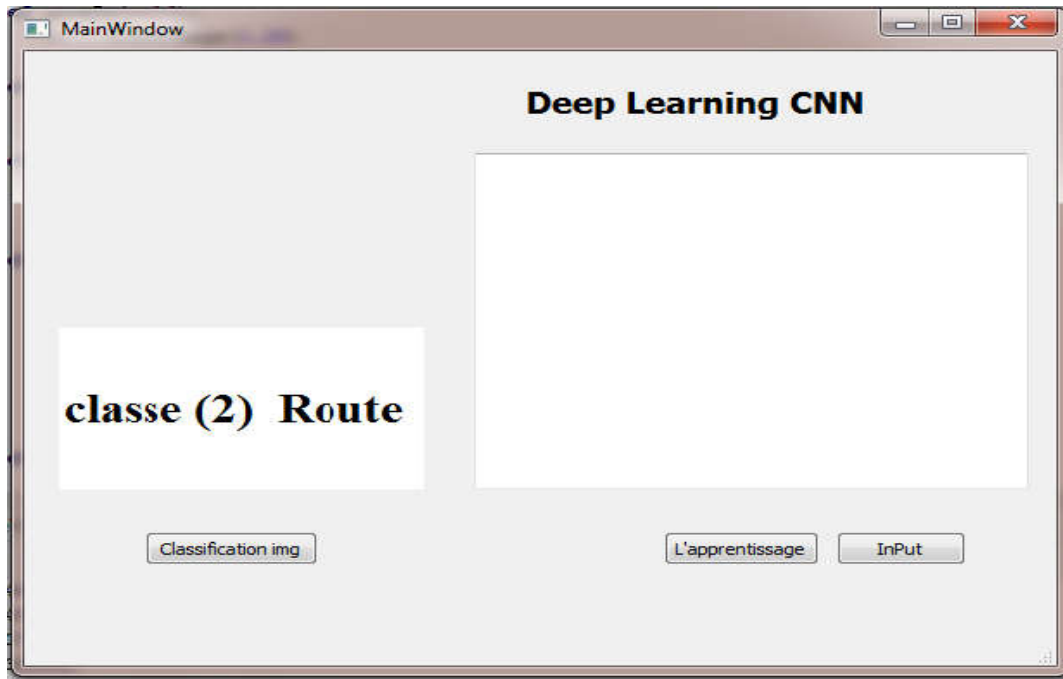 MainWindow
Deep Learning CNN
classe (2) Route
Classification img
L'apprentissage
InPut